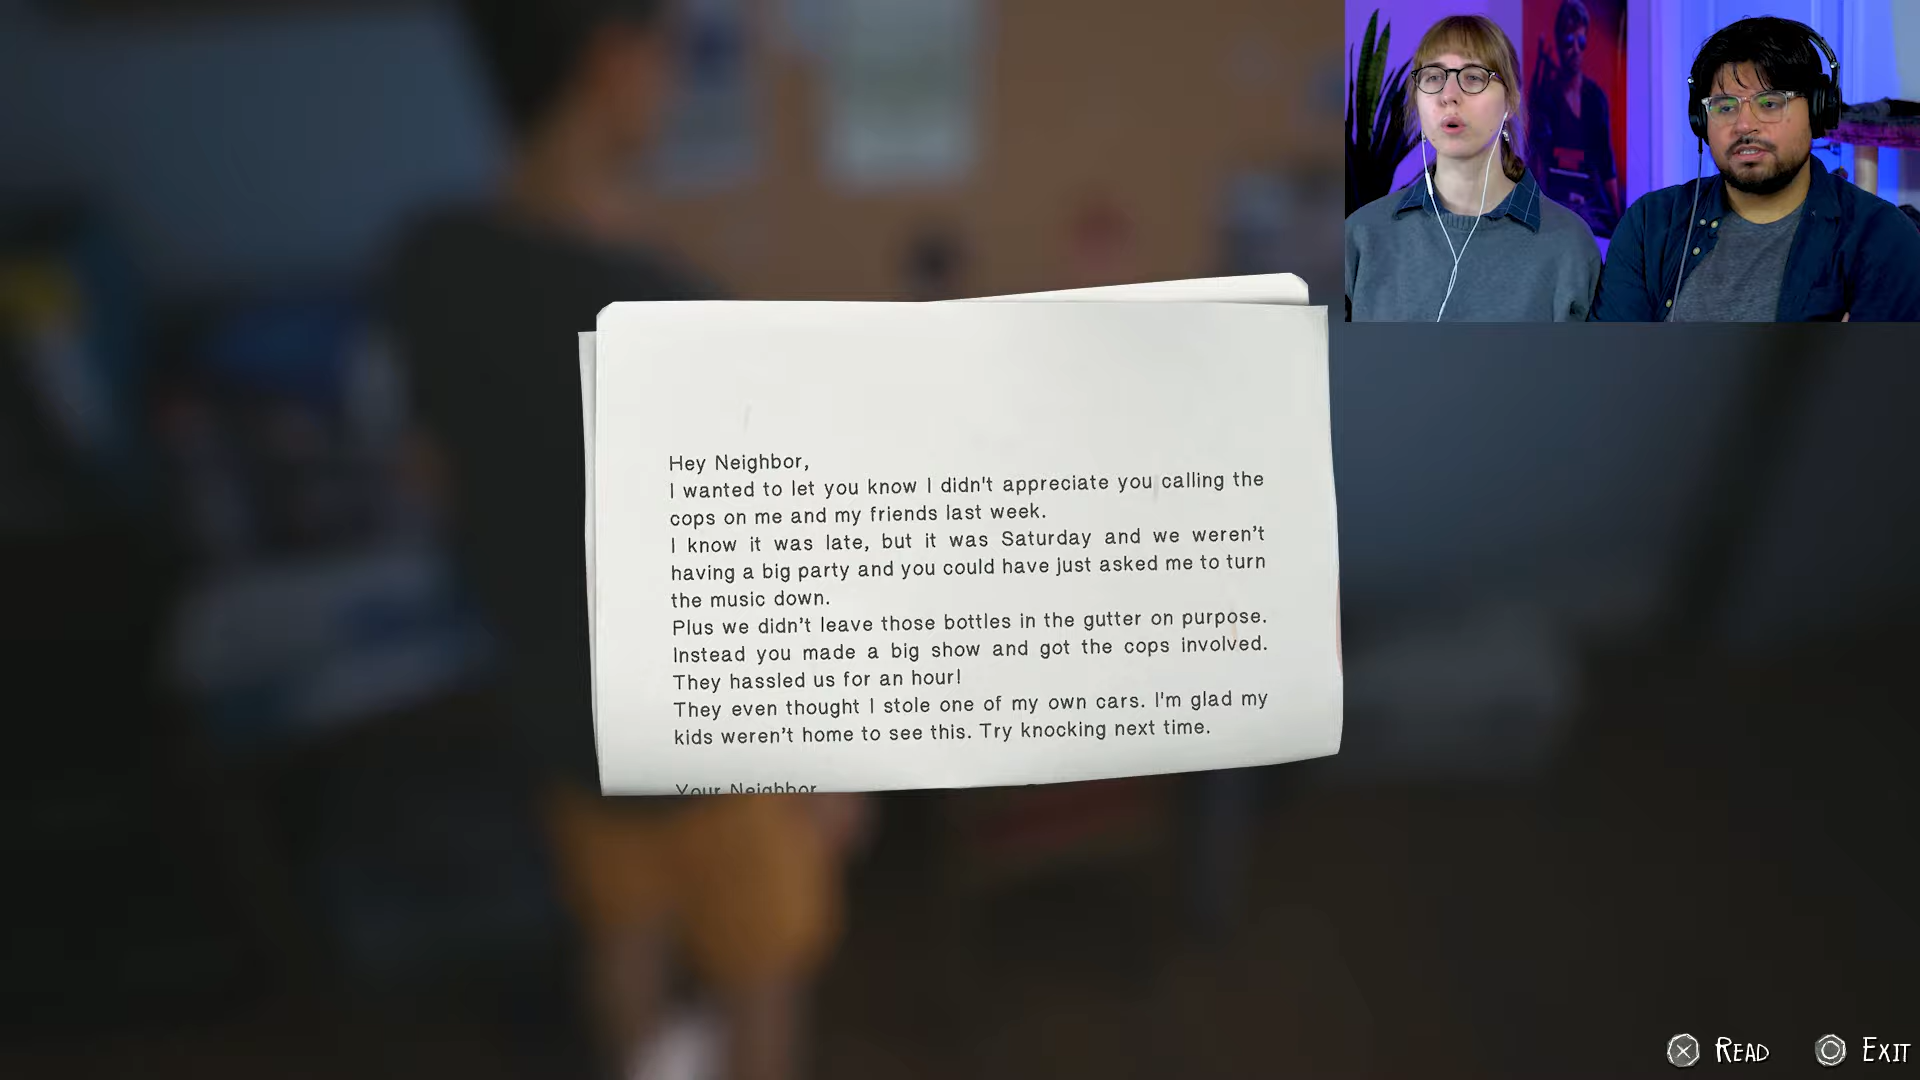 Hey Neighbor,
I wanted to let you know I didn't appreciate you calling the
cops on me and my friends last week.
I know it was late, but it was Saturday and we weren't
having a big party and you could have just asked me to turn
the music down.
Plus we didn't leave those bottles in the gutter on purpose.
Instead you made a big show and got the cops involved.
They hassled us for an hour!
They even thought I stole one of my own cars. I'm glad my
kids weren't home to see this. Try knocking next time.
Your Neighbor
READ EXIT